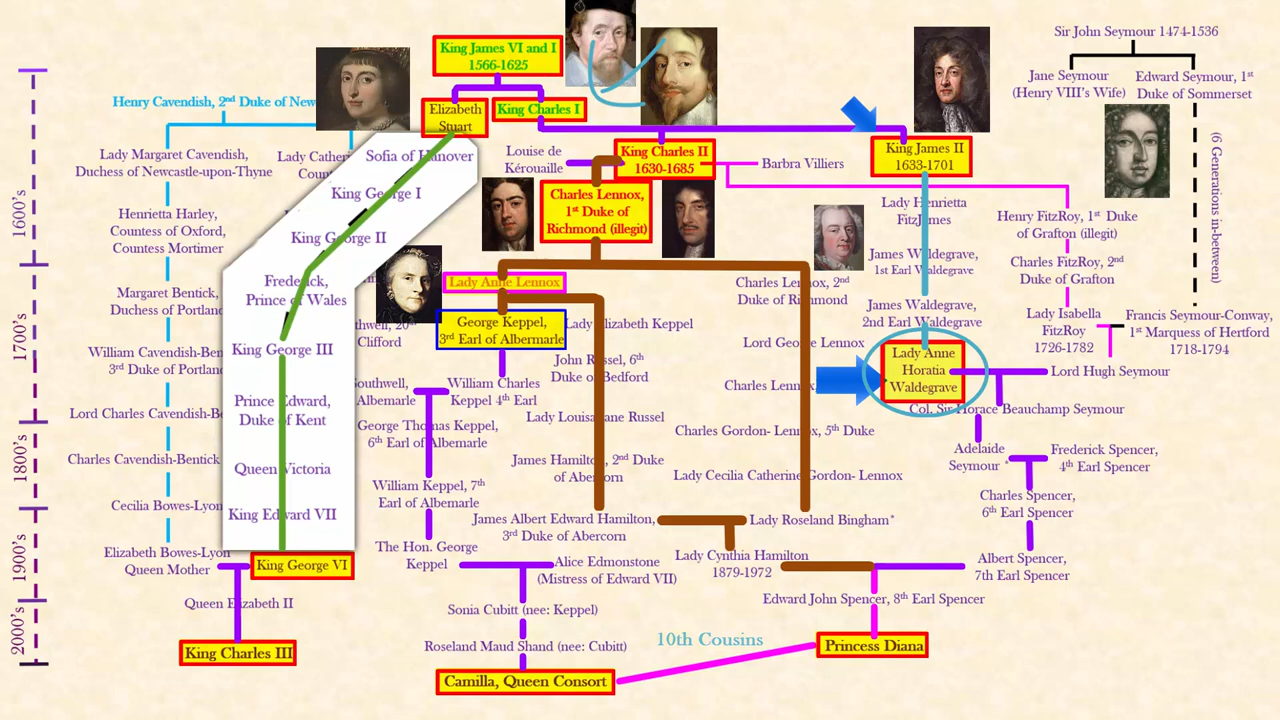 Sir John Seymour 1474-1536
King James VI and I
1566-1625
Jane Seymour
(Henry VIII's Wife)
Edward Seymour, 1st
Duke of Sommerset
Henry Cavendish, 2nd Duke of New
Elizabeth
Stuart
King Charles I
(6 Generations in-between)
Lady Margaret Cavendish,
Duchess of Newcastle-upon-Thyne
Lady Cather
Coun
Sofia of Hanover
Louise de
Kérouaille
King Charles II
1630-1685
Barbra Villiers
King James II
1633-1701
King George I
Charles Lennox,
1st Duke of
Richmond (illegit)
1600's
Henrietta Harley,
Countess of Oxford,
Countess Mortimer
King George II
Lady Henrietta
FitzJames
Henry FitzRoy, 1st Duke
of Grafton (illegit)
James Waldegrave,
1st Earl Waldegrave
Charles FitzRoy, 2nd
Duke of Grafton
Frederick,
Prince of Wales
Lady Anne Lennox
Charles Lennox, 2nd
Duke of Richmond
Margaret Bentick,
Duchess of Portland
James Waldegrave,
2nd Earl Waldegrave
Lady Isabella
FitzRoy
1726-1782
Francis Seymour-Conway,
1st Marquess of Hertford
1718-1794
1700's
thwell, 20th
Clifford
George Keppel,
3rd Earl of Albermarle
Lady Elizabeth Keppel
Lord George Lennox
King George III
William Cavendish-Ben
3rd Duke of Portlan
John Russel, 6th
Duke of Bedford
Lady Anne
Horatia
Waldegrave
Lord Hugh Seymour
Southwell,
Albemarle
William Charles
Keppel 4th Earl
Charles Lennox,
Prince Edward,
Duke of Kent
Lord Charles Cavendish-Be
Lady Louisa Jane Russel
Col. Sir Horace Beauchamp Seymour
George Thomas Keppel,
6th Earl of Albemarle
Charles Gordon- Lennox, 5th Duke
1800's
Charles Cavendish-Bentick
Queen Victoria
James Hamilton, 2nd Duke
of Abercorn
Lady Cecilia Catherine Gordon- Lennox
Adelaide
Seymour *
Frederick Spencer,
4th Earl Spencer
William Keppel, 7th
Earl of Albemarle
Charles Spencer,
6th Earl Spencer
Cecilia Bowes-Lyon
King Edward VII
James Albert Edward Hamilton,
3rd Duke of Abercorn
Lady Roseland Bingham*
1900's
Elizabeth Bowes-Lyon
Queen Mother
King George VI
The Hon. George
Keppel
Alice Edmonstone
(Mistress of Edward VII)
Lady Cynthia Hamilton
1879-1972
Albert Spencer,
7th Earl Spencer
Queen Elizabeth II
Sonia Cubitt (nee: Keppel)
Edward John Spencer, 8th Earl Spencer
2000's
King Charles III
Roseland Maud Shand (nee: Cubitt)
10th Cousins
Princess Diana
Camilla, Queen Consort